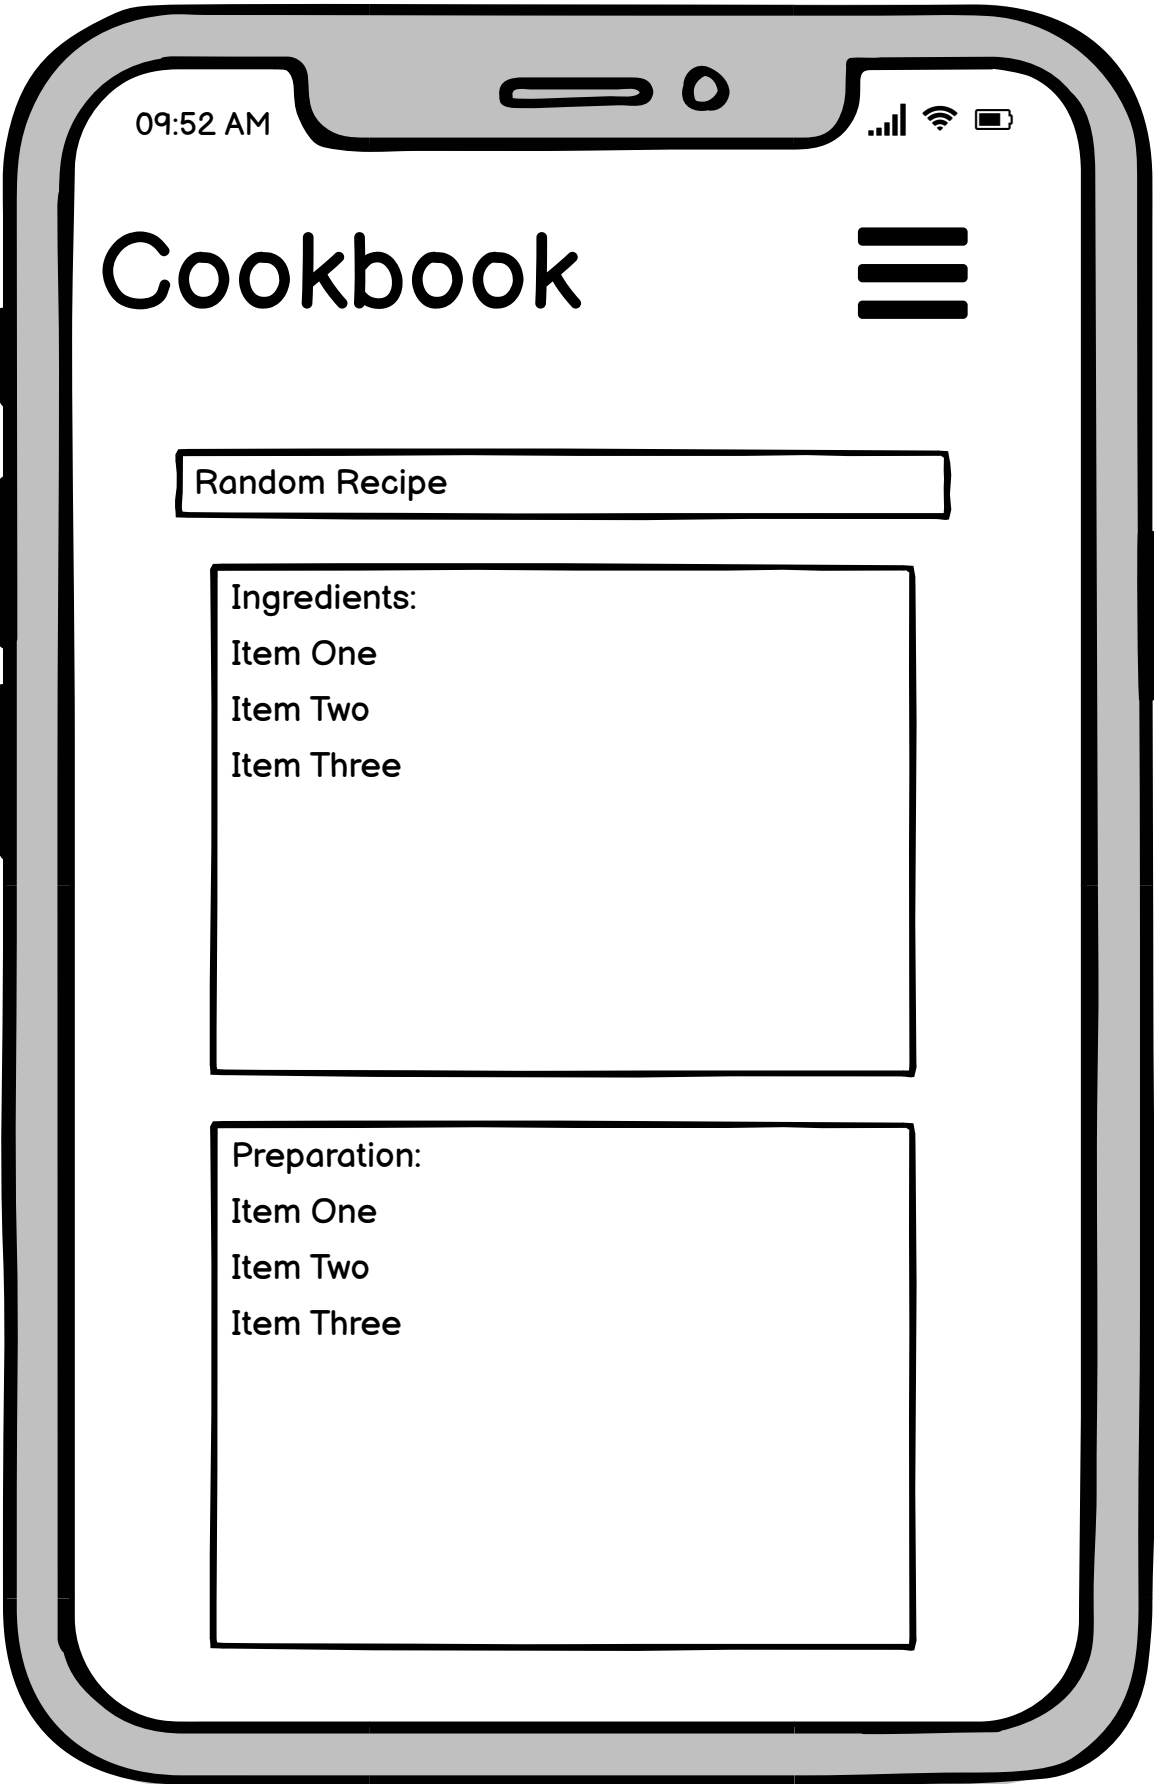 09:52 AM
Cookbook
Random Recipe
Ingredients:
Item One
Item Two
Item Three
Preparation:
Item One
Item Two
Item Three